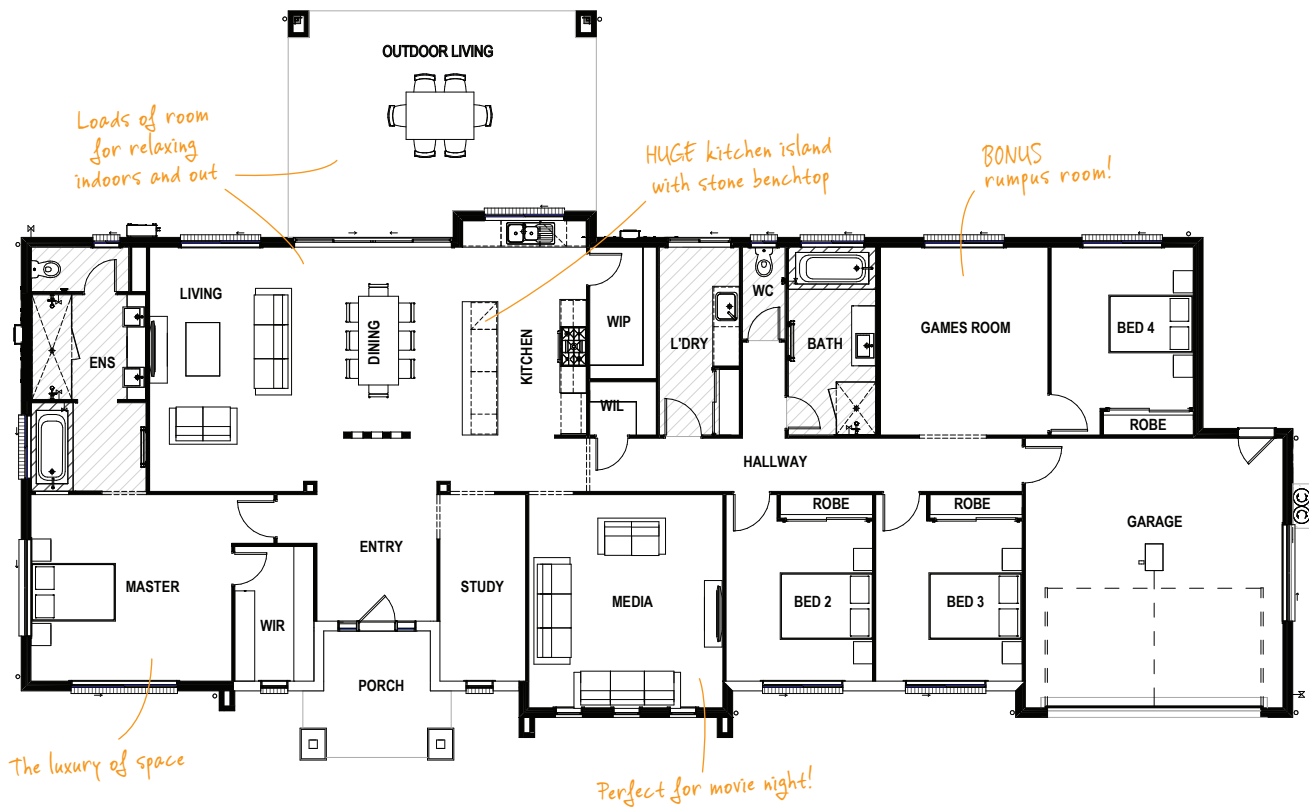 OUTDOOR LIVING
Loads of room
for relaxing
indoors and out
HUGE kitchen island
with stone benchtop
BONUS
rumpus room!
LIVING
DINING
KITCHEN
ENS
WIP
WIL
L'DRY
WC
BATH
GAMES ROOM
BED 4
ROBE
HALLWAY
MASTER
WIR
ENTRY
STUDY
MEDIA
ROBE
BED 2
ROBE
BED 3
GARAGE
PORCH
The luxury of space
Perfect for movie night!